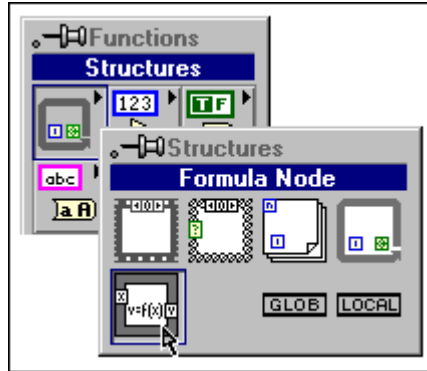 Functions
Structures
123
TF
abc
a A
Structures
Formula Node
n
?
i
x
y=f(x)
y
GLOB
LOCAL